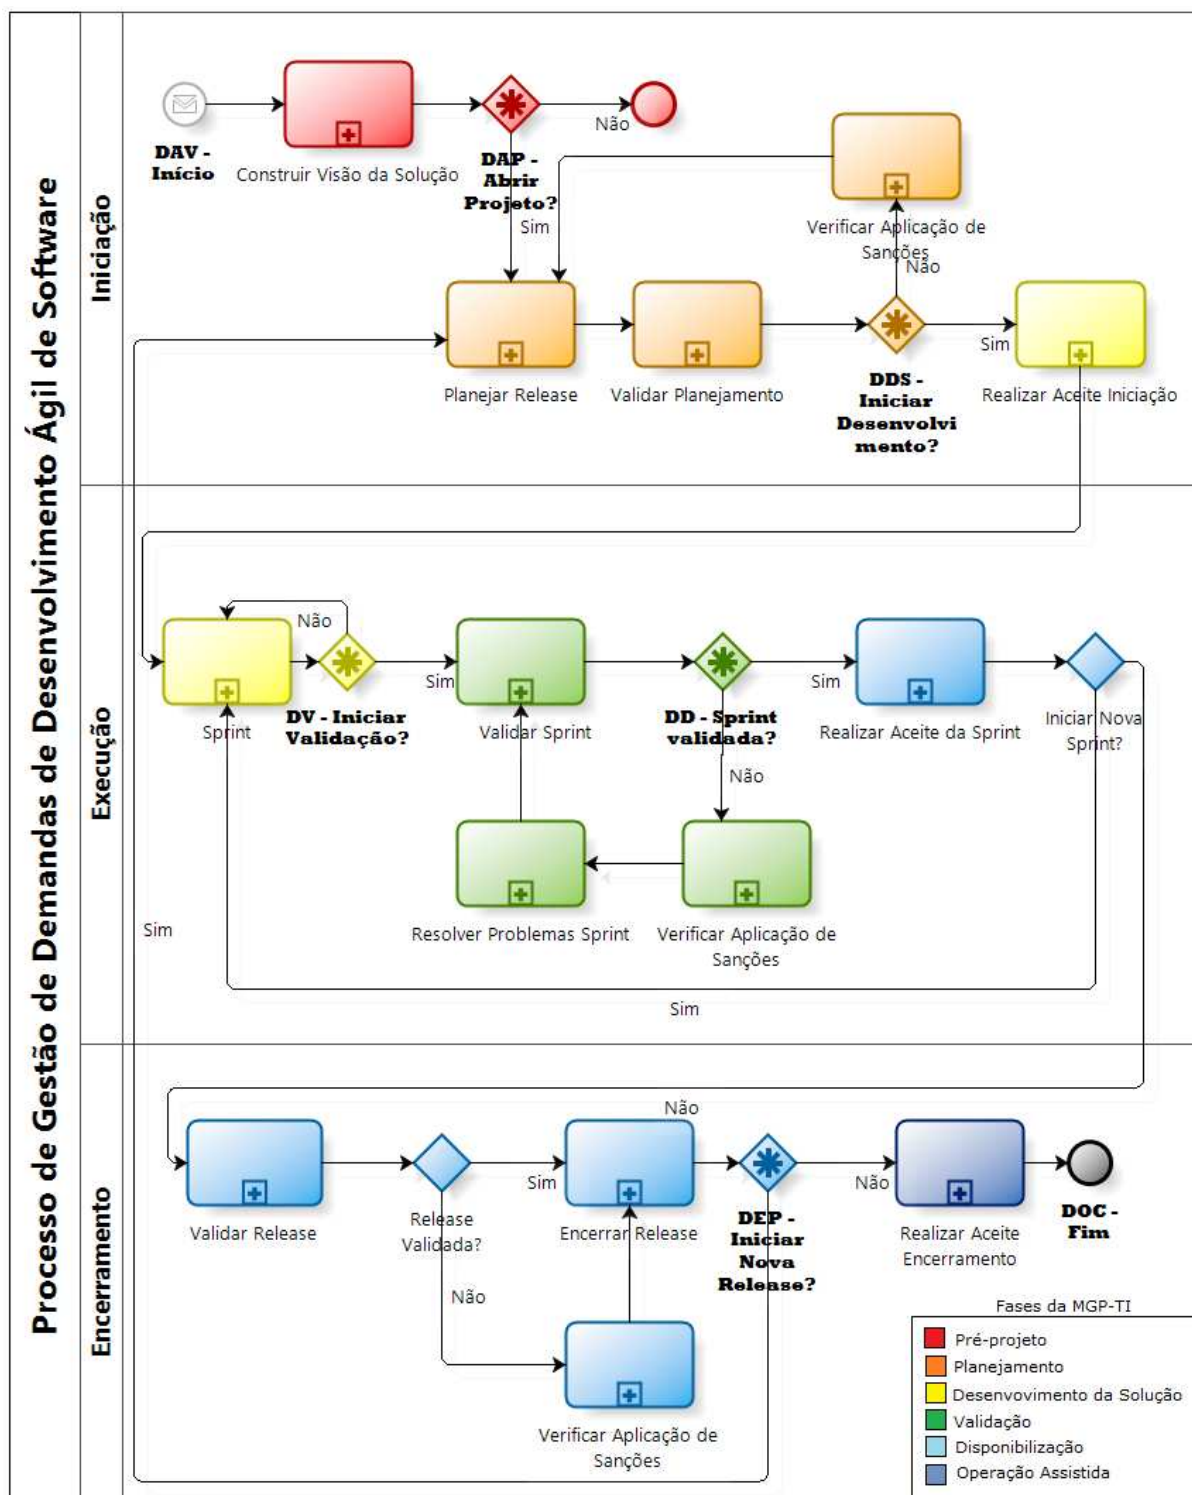 Processo de Gestão de Demandas de Desenvolvimento Ágil de Software
Iniciação
DAV -
Início
Construir Visão da Solução
DAP -
Abrir
Projeto?
Não
Sim
Verificar Aplicação de
Sanções
Não
Planejar Release
Validar Planejamento
DDS -
Iniciar
Desenvolvi
mento?
Sim
Realizar Aceite Iniciação
Execução
Não
Sprint
DV - Iniciar
Validação?
Sim
Validar Sprint
DD - Sprint
validada?
Sim
Não
Realizar Aceite da Sprint
Iniciar Nova
Sprint?
Resolver Problemas Sprint
Verificar Aplicação de
Sanções
Sim
Sim
Encerramento
Não
Validar Release
Release
Validada?
Sim
Não
Encerrar Release
DEP -
Iniciar
Nova
Release?
Não
Realizar Aceite
Encerramento
DOC -
Fim
Verificar Aplicação de
Sanções
Fases da MGP-TI
Pré-projeto
Planejamento
Desenvovimento da Solução
Validação
Disponibilização
Operação Assistida